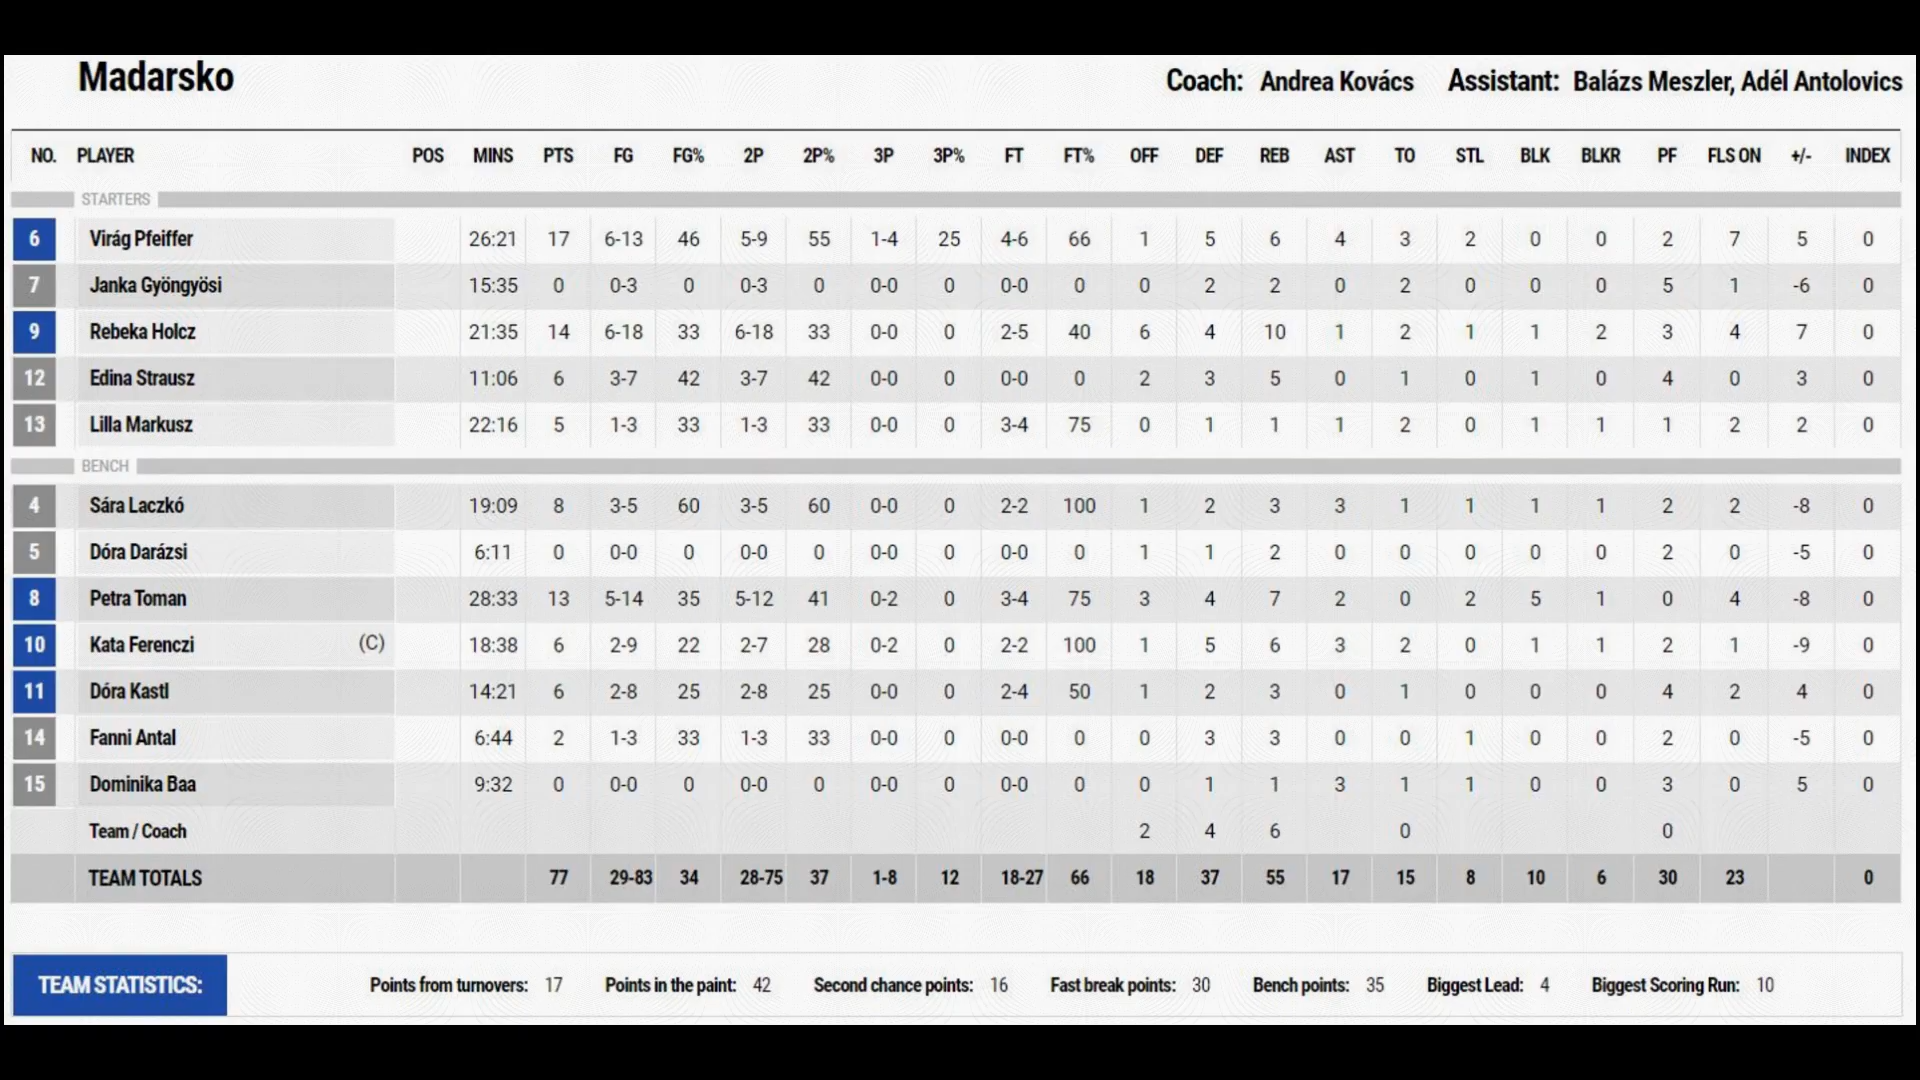 Madarsko Coach: Andrea Kovács Assistant: Balázs Meszler, Adél Antolovics
NO. PLAYER POS MINS PTS FG FG% 2P 2P% 3P 3P% FT FT% OFF DEF REB AST TO STL BLK BLKR PF FLS ON +/- INDEX
STARTERS
6 Virág Pfeiffer 26:21 17 6-13 46 5-9 55 1-4 25 4-6 66 1 5 6 4 3 2 0 0 2 7 5 0
7 Janka Gyöngyösi 15:35 0 0-3 0 0-3 0 0-0 0 0-0 0 0 2 2 0 2 0 0 0 5 1 -6 0
9 Rebeka Holcz 21:35 14 6-18 33 6-18 33 0-0 0 2-5 40 6 4 10 1 2 1 1 2 3 4 7 0
12 Edina Strausz 11:06 6 3-7 42 3-7 42 0-0 0 0-0 0 2 3 5 0 1 0 1 0 4 0 3 0
13 Lilla Markusz 22:16 5 1-3 33 1-3 33 0-0 0 3-4 75 0 1 1 1 2 0 1 1 1 2 2 0
BENCH
4 Sára Laczkó 19:09 8 3-5 60 3-5 60 0-0 0 2-2 100 1 2 3 3 1 1 1 1 2 2 -8 0
5 Dóra Darázsi 6:11 0 0-0 0 0-0 0 0-0 0 0-0 0 1 1 2 0 0 0 0 0 2 0 -5 0
8 Petra Toman 28:33 13 5-14 35 5-12 41 0-2 0 3-4 75 3 4 7 2 0 2 5 1 0 4 -8 0
10 Kata Ferenczi (C) 18:38 6 2-9 22 2-7 28 0-2 0 2-2 100 1 5 6 3 2 0 1 1 2 1 -9 0
11 Dóra Kastl 14:21 6 2-8 25 2-8 25 0-0 0 2-4 50 1 2 3 0 1 0 0 0 4 2 4 0
14 Fanni Antal 6:44 2 1-3 33 1-3 33 0-0 0 0-0 0 0 3 3 0 0 1 0 0 2 0 -5 0
15 Dominika Baa 9:32 0 0-0 0 0-0 0 0-0 0 0-0 0 0 1 1 3 1 1 0 0 3 0 5 0
Team / Coach 2 4 6 0 0
TEAM TOTALS 77 29-83 34 28-75 37 1-8 12 18-27 66 18 37 55 17 15 8 10 6 30 23 0
TEAM STATISTICS: Points from turnovers: 17 Points in the paint: 42 Second chance points: 16 Fast break points: 30 Bench points: 35 Biggest Lead: 4 Biggest Scoring Run: 10